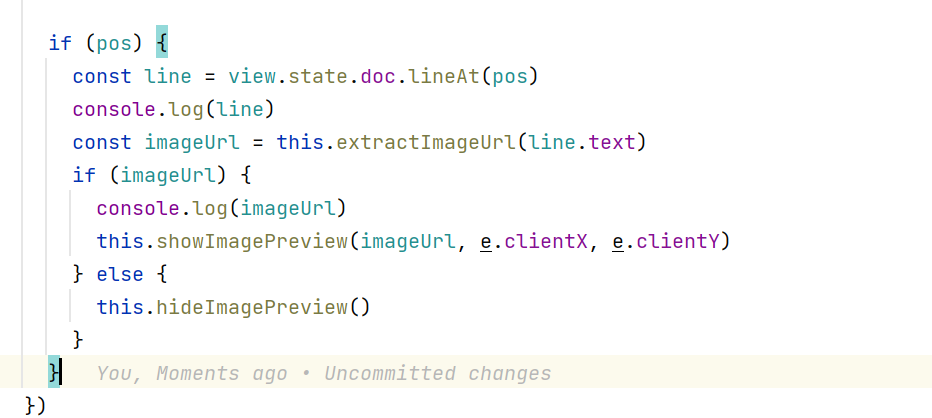 if (pos) {
const line = view.state.doc.lineAt(pos)
console.log(line)
const imageUrl = this.extractImageUrl(line.text)
if (imageUrl) {
console.log(imageUrl)
this.showImagePreview(imageUrl, e.clientX, e.clientY)
} else {
this.hideImagePreview()
}
} You, Moments ago • Uncommitted changes
})